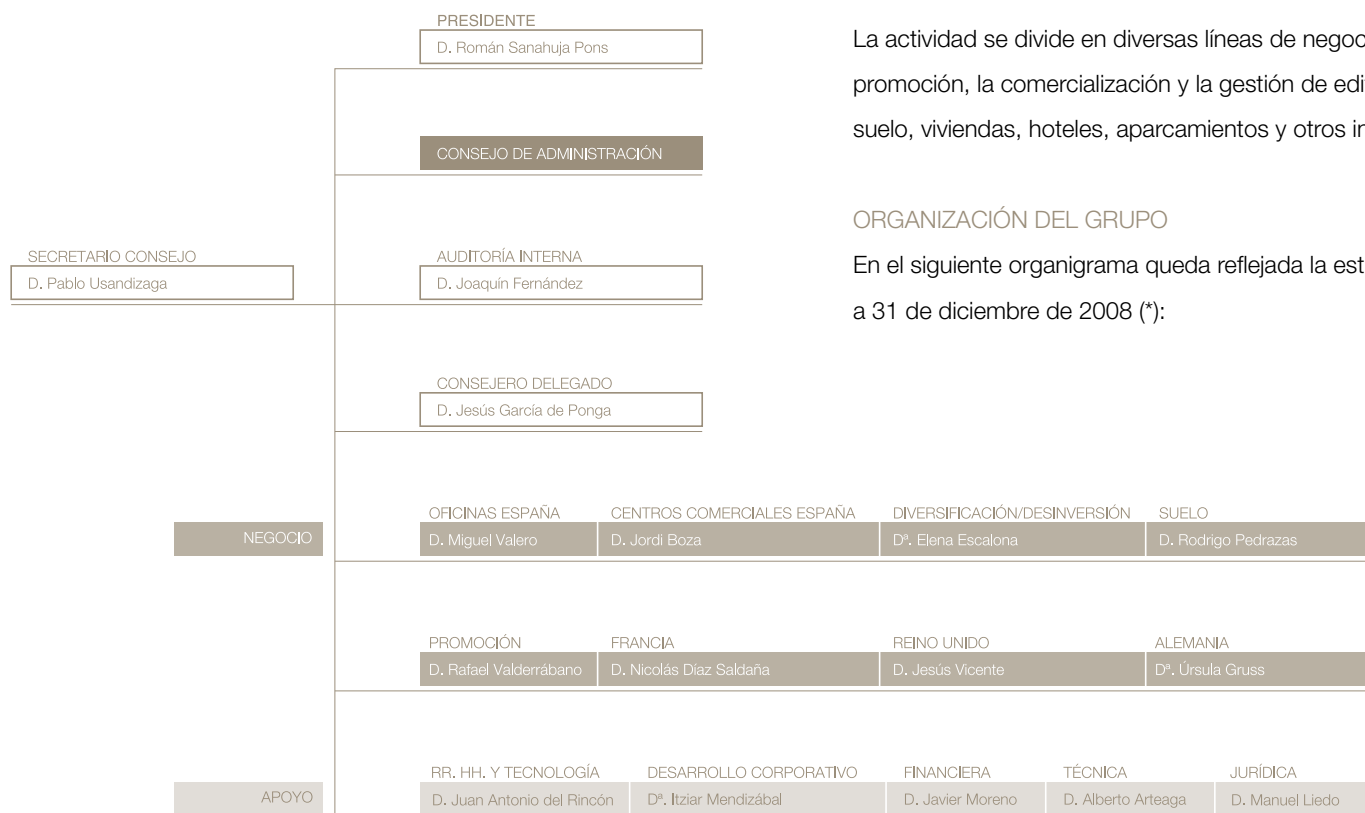 PRESIDENTE
D. Román Sanahuja Pons
CONSEJO DE ADMINISTRACIÓN
SECRETARIO CONSEJO
D. Pablo Usandizaga
AUDITORÍA INTERNA
D. Joaquín Fernández
CONSEJERO DELEGADO
D. Jesús García de Ponga
La actividad se divide en diversas líneas de
promoción, la comercialización y la gestión de
suelo, viviendas, hoteles, aparcamientos y otros
ORGANIZACIÓN DEL GRUPO
En el siguiente organigrama queda reflejada la
a 31 de diciembre de 2008 (*):
NEGOCIO
OFICINAS ESPAÑA CENTROS COMERCIALES ESPAÑA DIVERSIFICACIÓN/DESINVERSIÓN SUELO
D. Miguel Valero D. Jordi Boza Dª. Elena Escalona D. Rodrigo Pedrazas
PROMOCIÓN FRANCIA REINO UNIDO ALEMANIA
D. Rafael Valderrábano D. Nicolás Díaz Saldaña D. Jesús Vicente Dª. Úrsula Gruss
APOYO
RR. HH. Y TECNOLOGÍA DESARROLLO CORPORATIVO FINANCIERA TÉCNICA JURÍDICA
D. Juan Antonio del Rincón Dª. Itziar Mendizábal D. Javier Moreno D. Alberto Arteaga D. Manuel Liedo